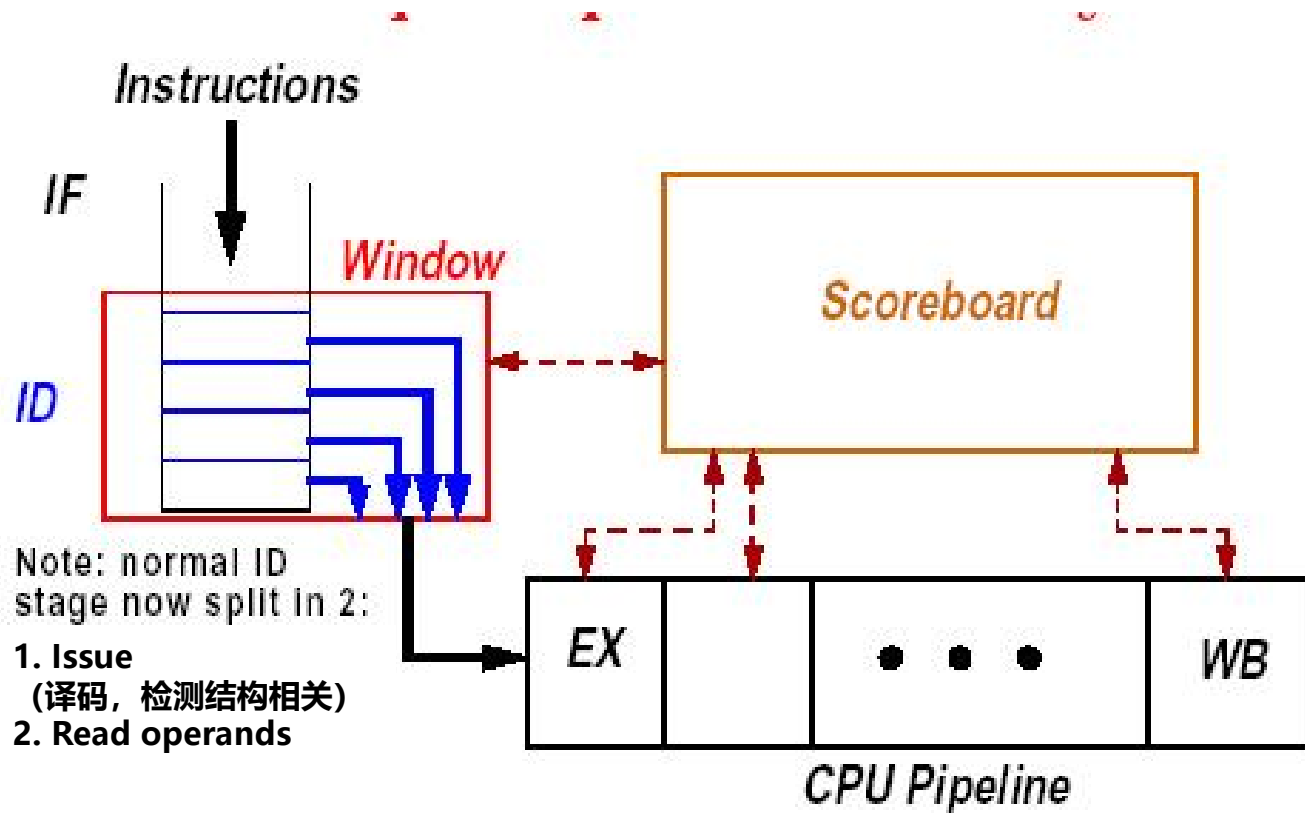 Instructions
IF
Window
Scoreboard
ID
Note: normal ID
stage now split in 2:
1. Issue
(译码，检测结构相关)
2. Read operands
EX
WB
CPU Pipeline